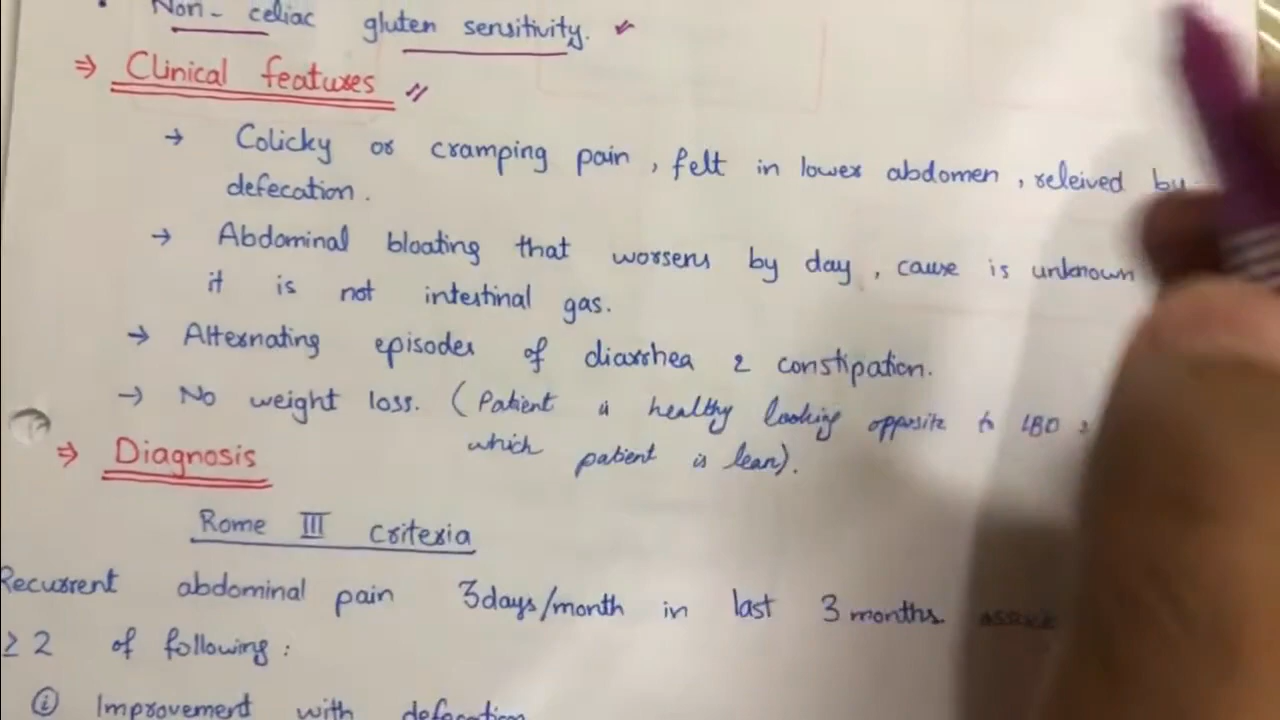 Non-celiac gluten sensitivity.
⇒ Clinical features
→ Colicky or cramping pain, felt in lower abdomen, releived by
defecation.
→ Abdominal bloating that worsens by day, cause is unknown
it is not intestinal gas.
→ Alternating episodes of diarrhea & constipation.
→ No weight loss. (Patient is healthy looking opposite to IBD
which patient is lean).
⇒ Diagnosis
Rome III criteria
Recurrent abdominal pain 3days/month in last 3 months
≥ 2 of following:
(i) Improvement with defecation